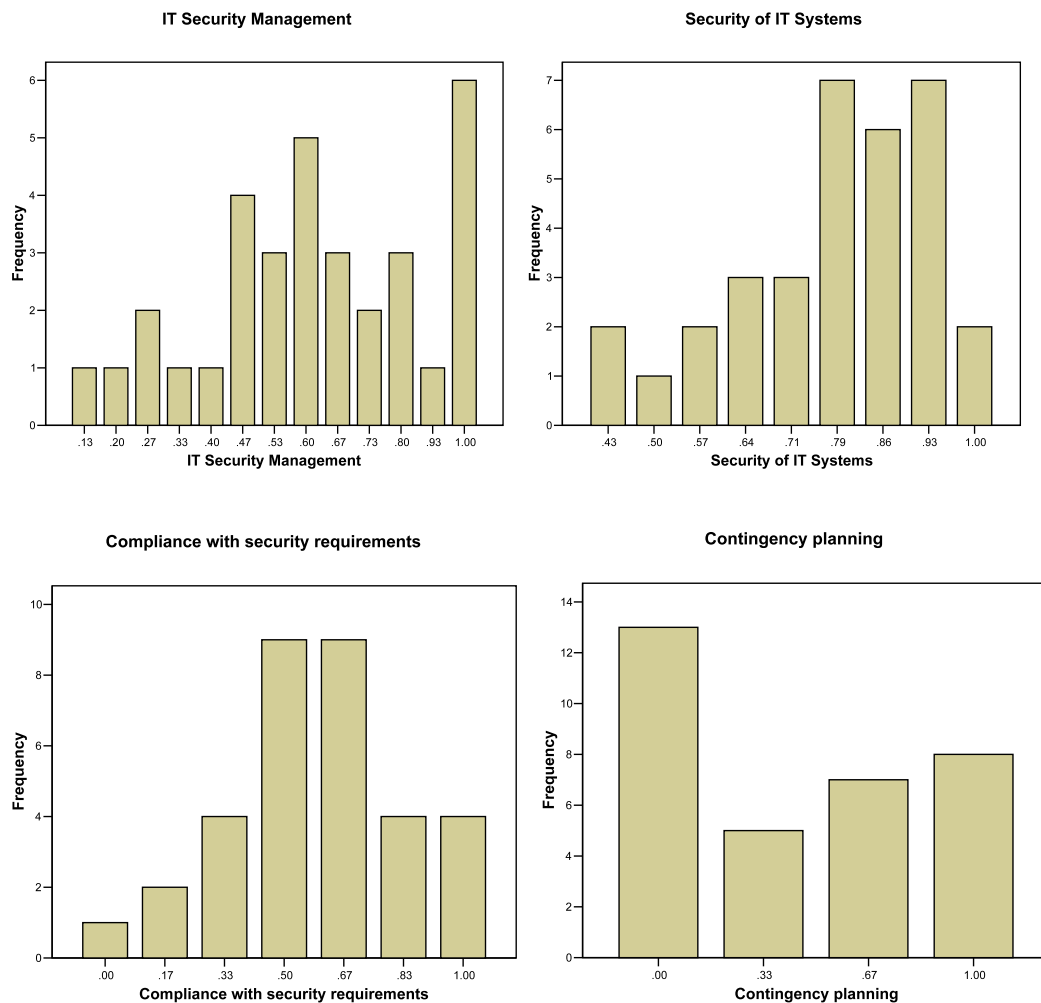 IT Security Management
Frequency
6
5
4
3
2
1
0
.13 .20 .27 .33 .40 .47 .53 .60 .67 .73 .80 .93 1.00
IT Security Management
Security of IT Systems
Frequency
7
6
5
4
3
2
1
0
.43 .50 .57 .64 .71 .79 .86 .93 1.00
Security of IT Systems
Compliance with security requirements
Frequency
10
8
6
4
2
0
.00 .17 .33 .50 .67 .83 1.00
Compliance with security requirements
Contingency planning
Frequency
14
12
10
8
6
4
2
0
.00 .33 .67 1.00
Contingency planning